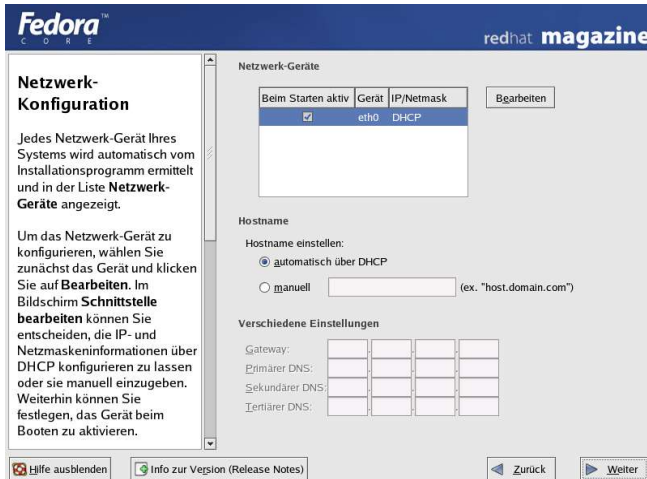 Fedora™
CORE
redhat magazine
Netzwerk-
Konfiguration
Jedes Netzwerk-Gerät Ihres
Systems wird automatisch vom
Installationsprogramm ermittelt
und in der Liste Netzwerk-
Geräte angezeigt.
Um das Netzwerk-Gerät zu
konfigurieren, wählen Sie
zunächst das Gerät und klicken
Sie auf Bearbeiten. Im
Bildschirm Schnittstelle
bearbeiten können Sie
entscheiden, die IP- und
Netzmaskeninformationen über
DHCP konfigurieren zu lassen
oder sie manuell einzugeben.
Weiterhin können Sie
festlegen, das Gerät beim
Booten zu aktivieren.
Netzwerk-Geräte
Beim Starten aktiv Gerät IP/Netmask
eth0 DHCP
Bearbeiten
Hostname
Hostname einstellen:
automatisch über DHCP
manuell (ex. "host.domain.com")
Verschiedene Einstellungen
Gateway:
Primärer DNS:
Sekundärer DNS:
Tertiärer DNS:
Hilfe ausblenden Info zur Version (Release Notes) Zurück Weiter